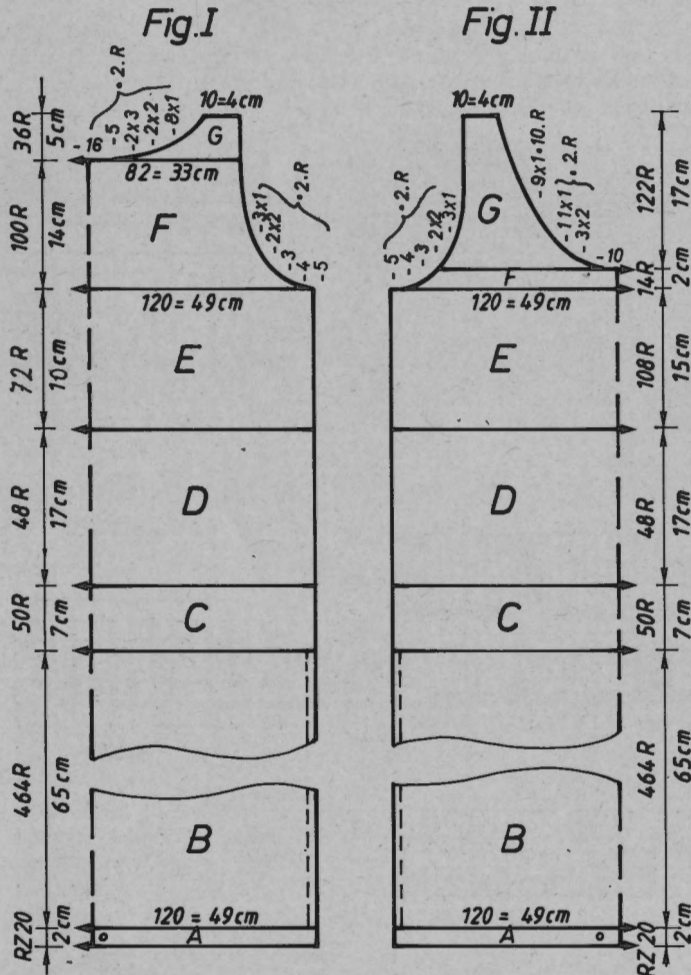 Fig.I
Fig.II
36R
5cm
-16
-5
-2x3
-2x2
-8x1
•2.R
10=4cm
G
82=33cm
100R
14cm
F
-3x1
-2x2
-3
-4
-5
•2.R
120=49cm
72R
10cm
E
48R
17cm
D
50R
7cm
C
464R
65cm
B
120=49cm
RZ20
2cm
A
10=4cm
-5
-4
-3
-2x2
-3x1
•2.R
G
-9x1•10.R
-11x1
-3x2
•2.R
-10
122R
17cm
F
14R
2cm
120=49cm
E
108R
15cm
D
48R
17cm
C
50R
7cm
B
464R
65cm
120=49cm
A
RZ20
2cm